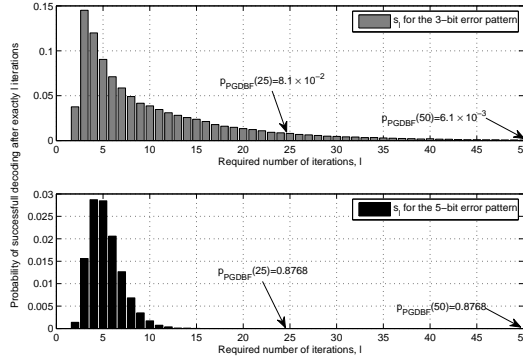 Probability of successfull decoding after exactly l iterations
0.15
0.1
0.05
0
s_l for the 3-bit error pattern
p_PGDBF(25)=8.1 × 10^-2
p_PGDBF(50)=6.1 × 10^-3
0 5 10 15 20 25 30 35 40 45 50
Required number of iterations, l
0.03
0.025
0.02
0.015
0.01
0.005
0
s_l for the 5-bit error pattern
p_PGDBF(25)=0.8768
p_PGDBF(50)=0.8768
0 5 10 15 20 25 30 35 40 45 50
Required number of iterations, l